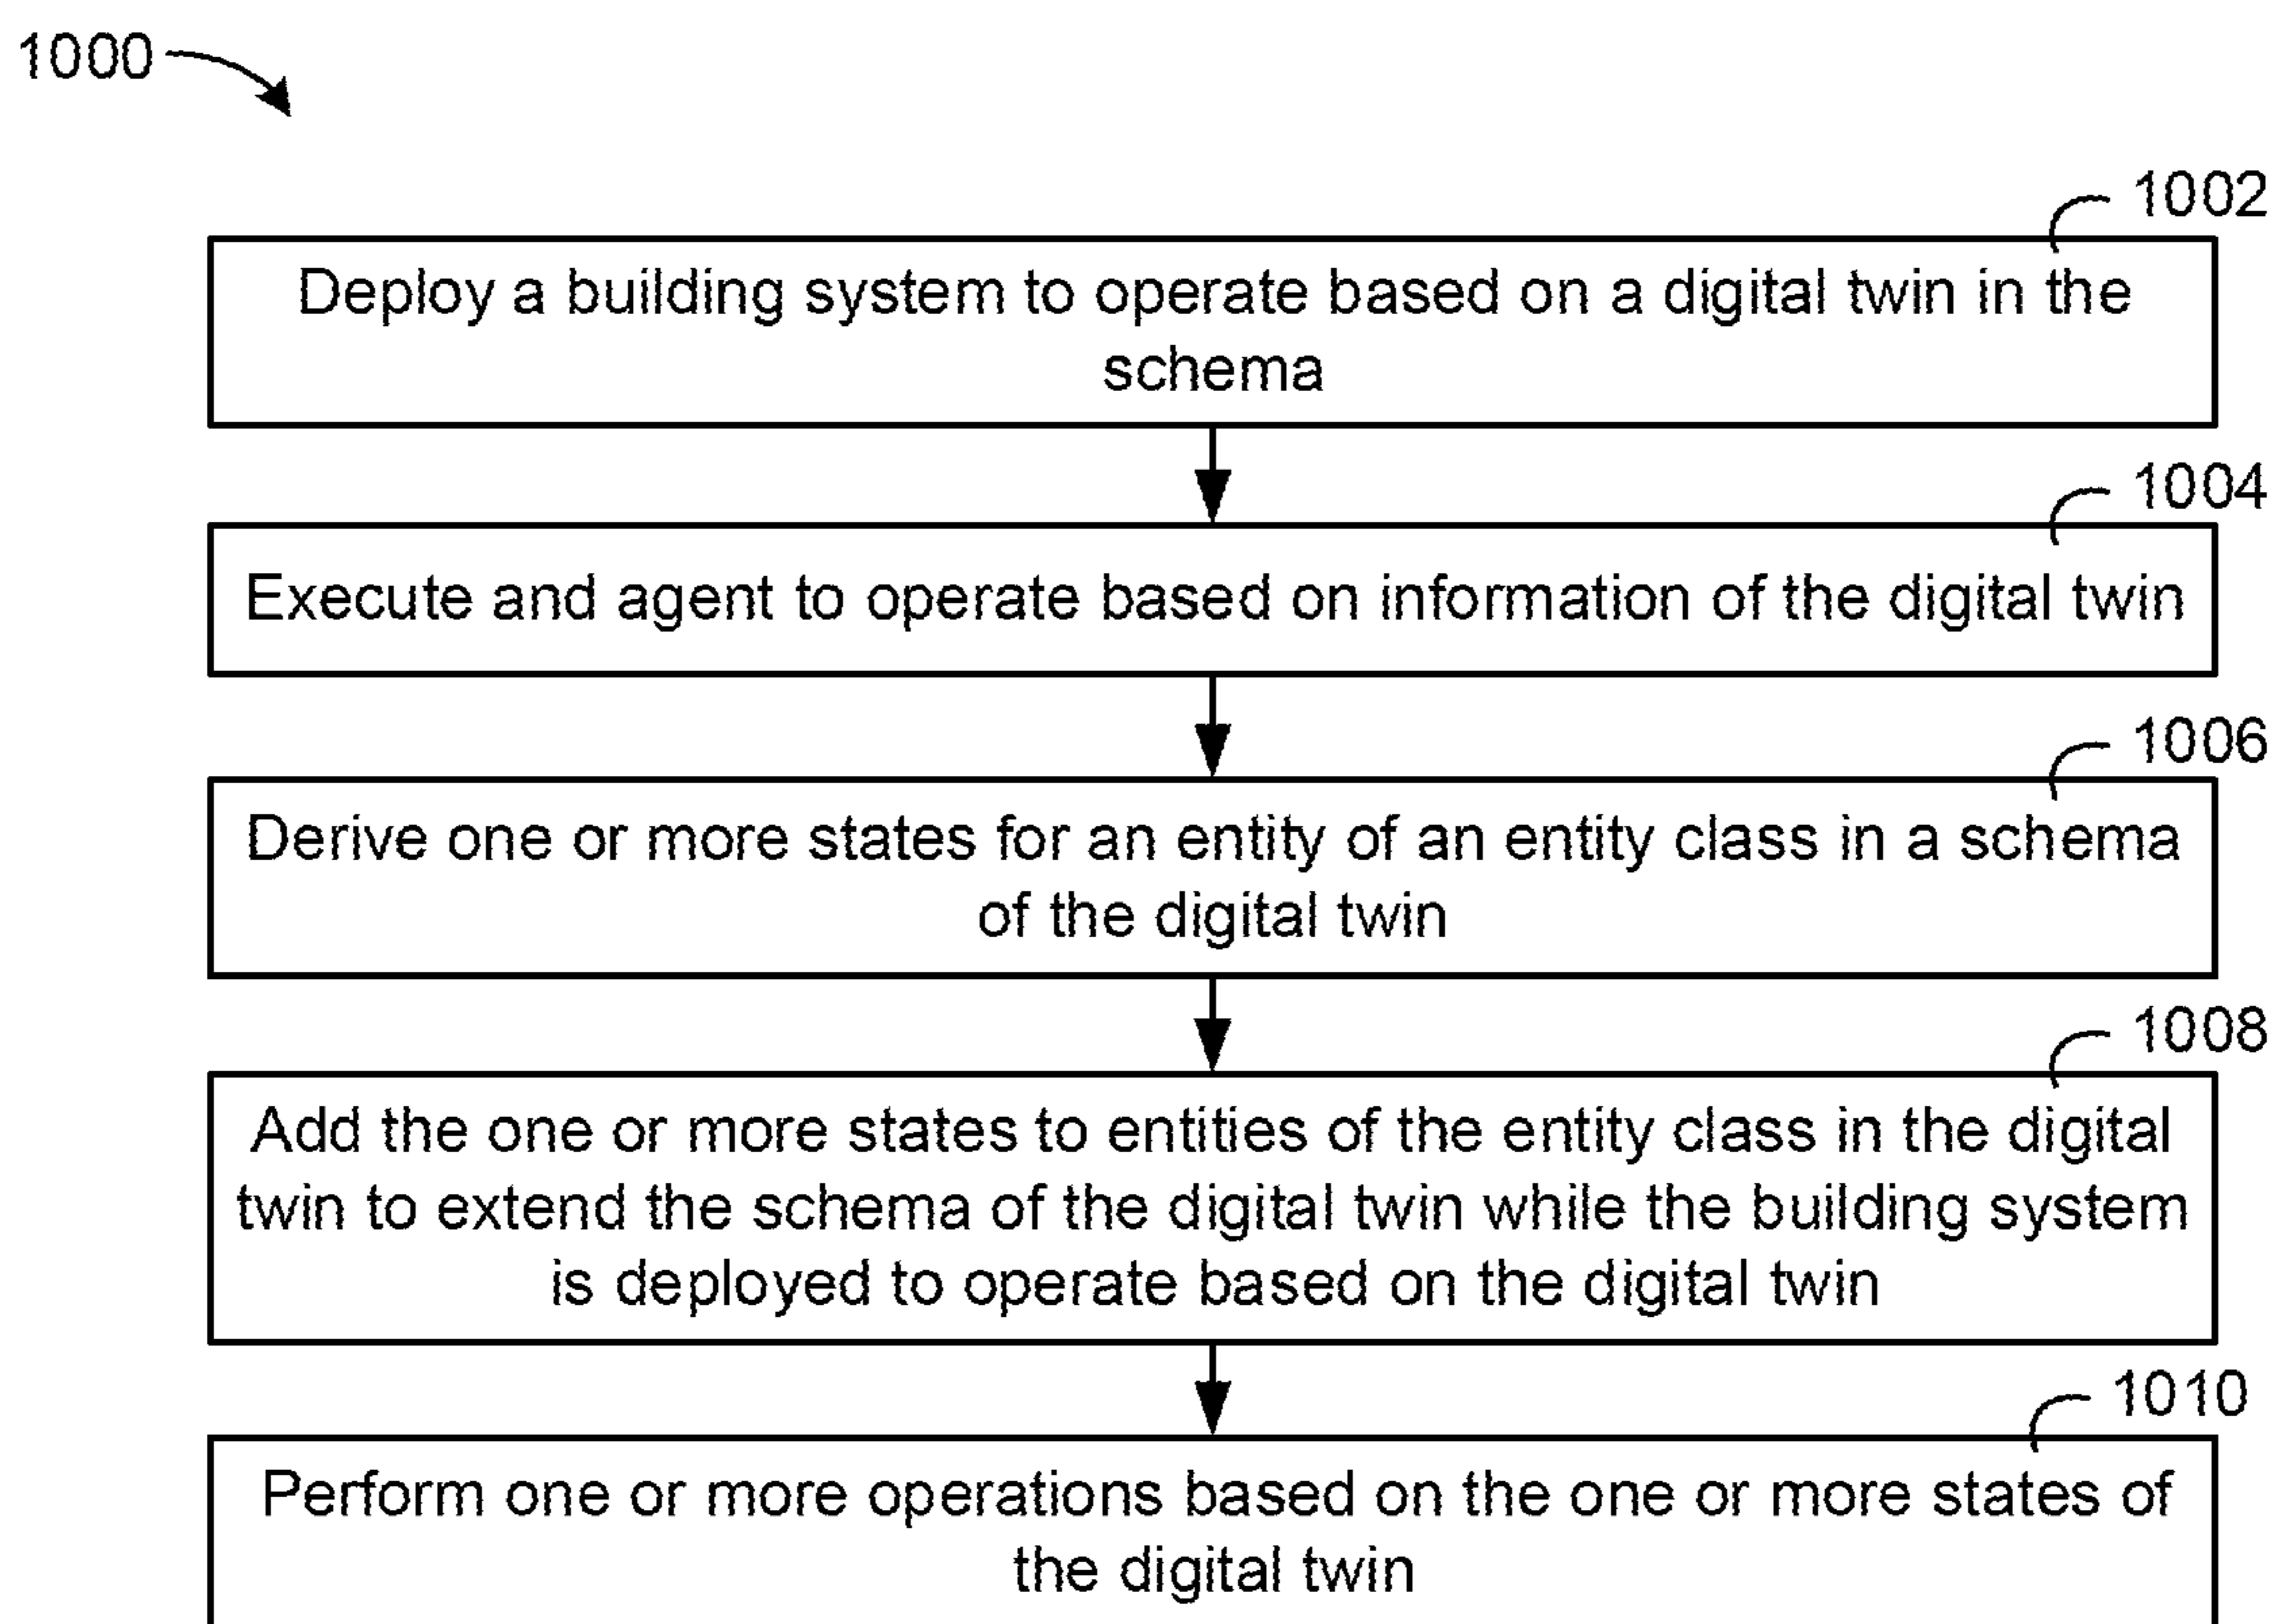 1000
1002
Deploy a building system to operate based on a digital twin in the
schema
1004
Execute and agent to operate based on information of the digital twin
1006
Derive one or more states for an entity of an entity class in a schema
of the digital twin
1008
Add the one or more states to entities of the entity class in the digital
twin to extend the schema of the digital twin while the building system
is deployed to operate based on the digital twin
1010
Perform one or more operations based on the one or more states of
the digital twin